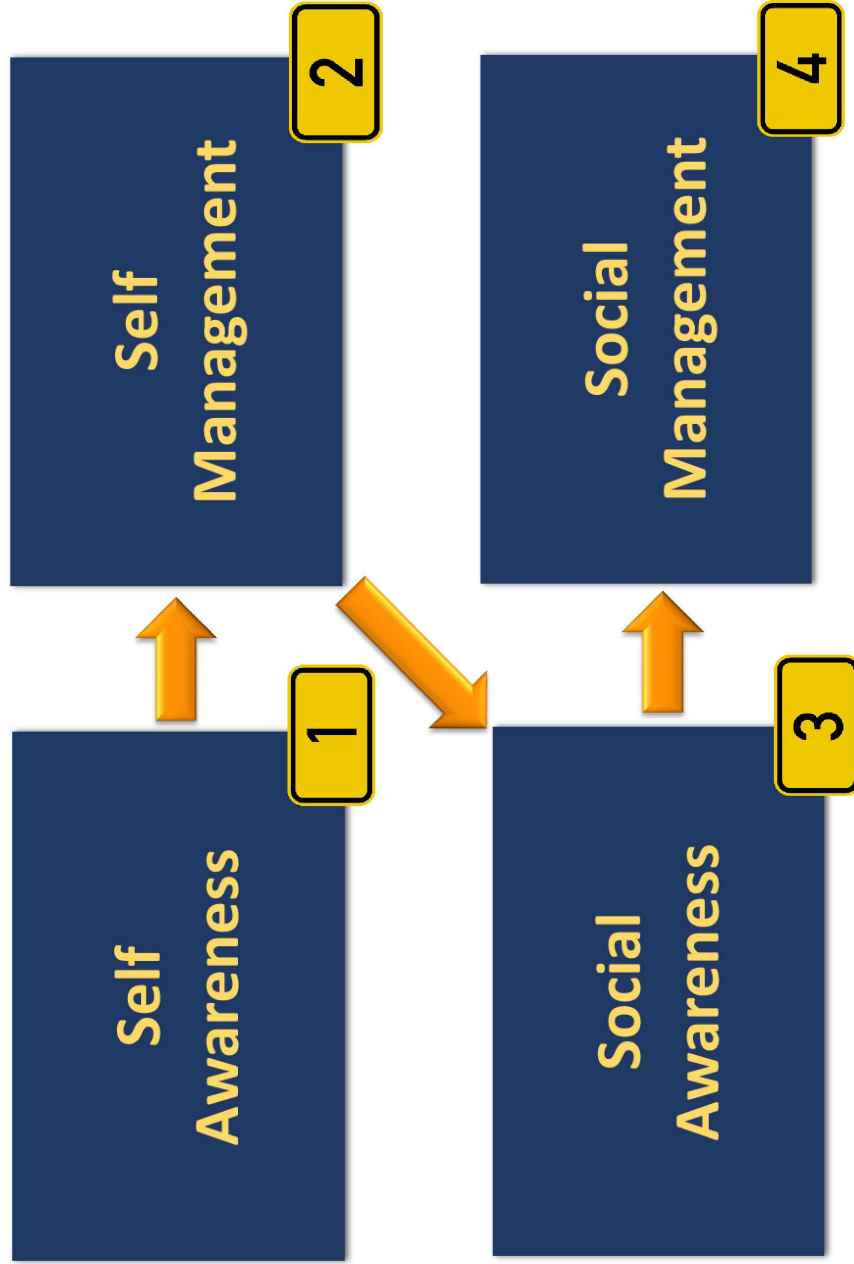 Self
Awareness
1
Self
Management
2
Social
Awareness
3
Social
Management
4